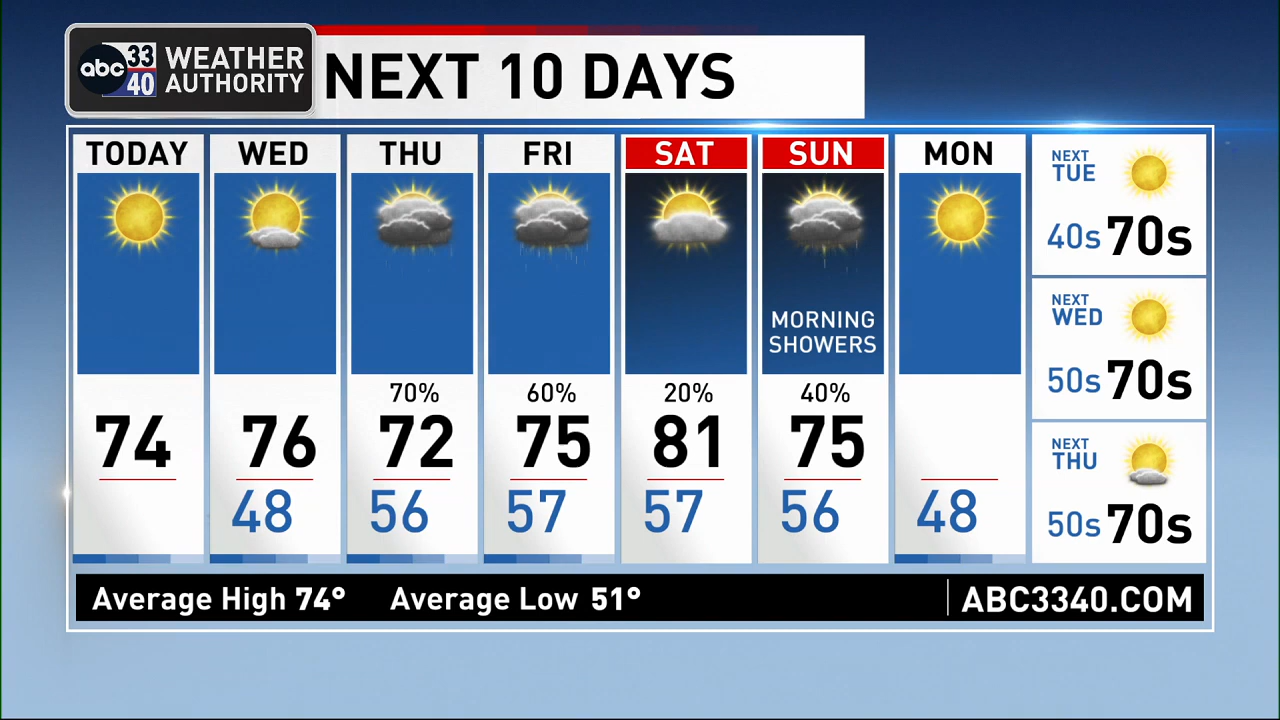 abc 33 40 WEATHER AUTHORITY
NEXT 10 DAYS
TODAY
74
WED
76
48
THU
70%
72
56
FRI
60%
75
57
SAT
20%
81
57
SUN
MORNING
SHOWERS
40%
75
56
MON
48
NEXT
TUE
40s 70s
NEXT
WED
50s 70s
NEXT
THU
50s 70s
Average High 74° Average Low 51°
ABC3340.COM